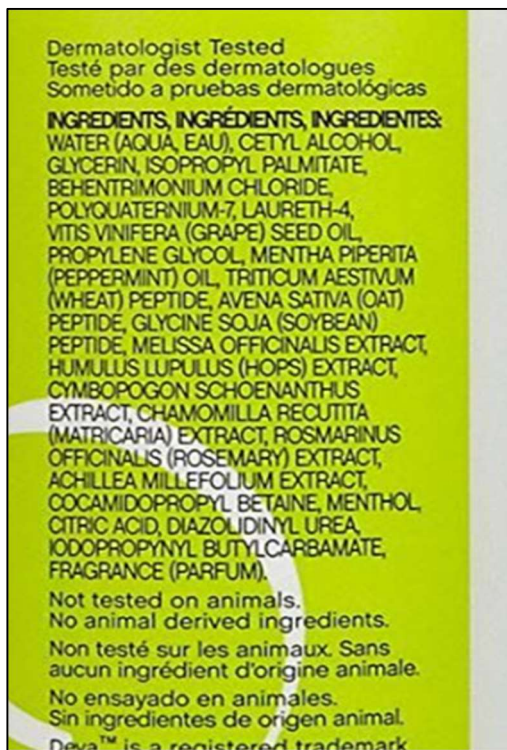 Dermatologist Tested
Testé par des dermatologues
Sometido a pruebas dermatológicas
INGREDIENTS, INGRÉDIENTS, INGREDIENTES:
WATER (AQUA, EAU), CETYL ALCOHOL,
GLYCERIN, ISOPROPYL PALMITATE,
BEHENTRIMONIUM CHLORIDE,
POLYQUATERNIUM-7, LAURETH-4,
VITIS VINIFERA (GRAPE) SEED OIL,
PROPYLENE GLYCOL, MENTHA PIPERITA
(PEPPERMINT) OIL, TRITICUM AESTIVUM
(WHEAT) PEPTIDE, AVENA SATIVA (OAT)
PEPTIDE, GLYCINE SOJA (SOYBEAN)
PEPTIDE, MELISSA OFFICINALIS EXTRACT,
HUMULUS LUPULUS (HOPS) EXTRACT,
CYMBOPOGON SCHOENANTHUS
EXTRACT, CHAMOMILLA RECUTITA
(MATRICARIA) EXTRACT, ROSMARINUS
OFFICINALIS (ROSEMARY) EXTRACT,
ACHILLEA MILLEFOLIUM EXTRACT,
COCAMIDOPROPYL BETAINE, MENTHOL,
CITRIC ACID, DIAZOLIDINYL UREA,
IODOPROPYNYL BUTYLCARBAMATE,
FRAGRANCE (PARFUM).
Not tested on animals.
No animal derived ingredients.
Non testé sur les animaux. Sans
aucun ingrédient d'origine animale.
No ensayado en animales.
Sin ingredientes de origen animal.
Deva™ is a registered trademark